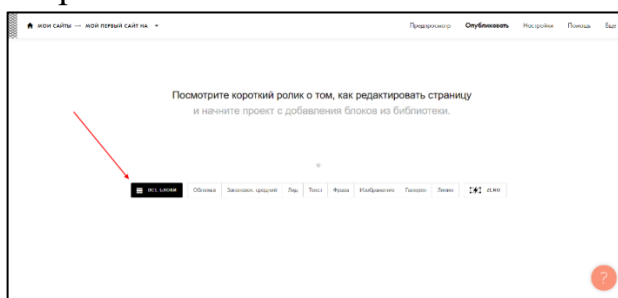 МОИ САЙТЫ — МОЙ ПЕРВЫЙ САЙТ НА
Предпросмотр Опубликовать Настройки Помощь Еще
Посмотрите короткий ролик о том, как редактировать страницу
и начните проект с добавления блоков из библиотеки.
ВСЕ БЛОКИ Обложка Заголовок средний Лид Текст Фраза Изображение Галерея Линия ZERO
?